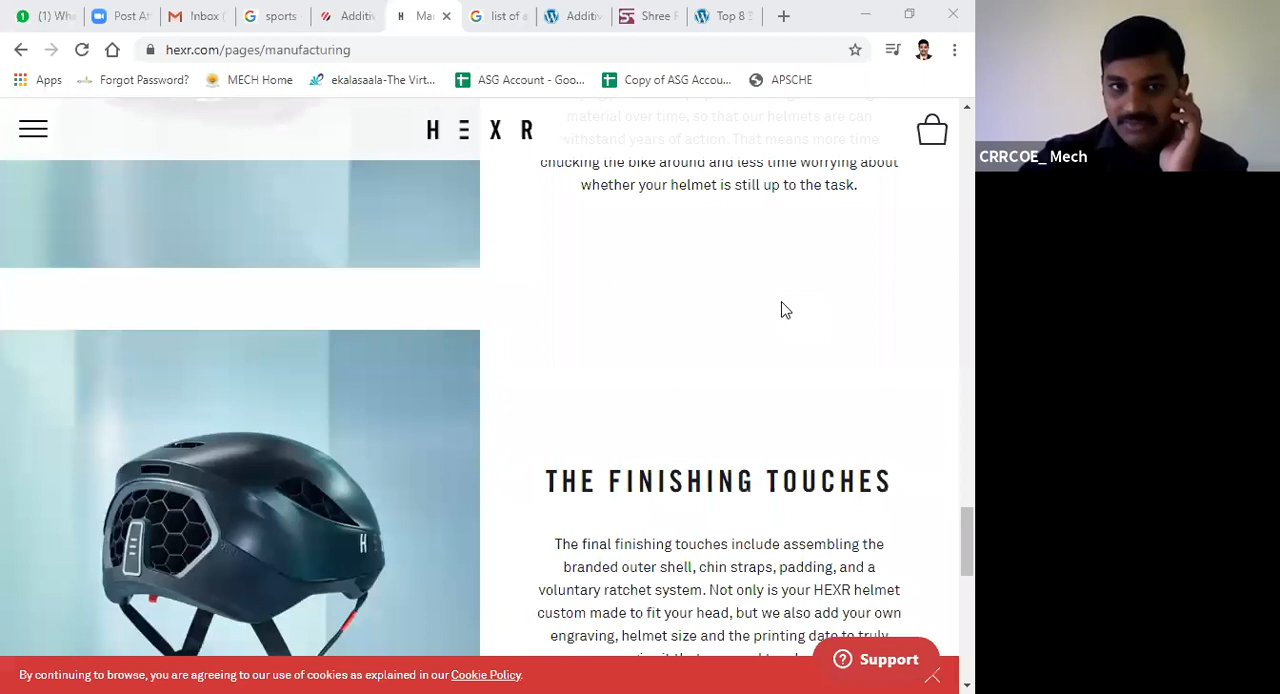 (1) Wha
Post At
Inbox (
sports
Additiv
Ma
list of a
Additiv
Shree R
Top 8
hexr.com/pages/manufacturing
Apps
Forgot Password?
MECH Home
ekalasaala-The Virt...
ASG Account - Goo...
Copy of ASG Accou...
APSCHE
HEXR
material over time, so that our helmets are can
withstand years of action. That means more time
chucking the bike around and less time worrying about
whether your helmet is still up to the task.
CRRCOE_ Mech
THE FINISHING TOUCHES
The final finishing touches include assembling the
branded outer shell, chin straps, padding, and a
voluntary ratchet system. Not only is your HEXR helmet
custom made to fit your head, but we also add your own
engraving, helmet size and the printing date to truly
Support
By continuing to browse, you are agreeing to our use of cookies as explained in our Cookie Policy.